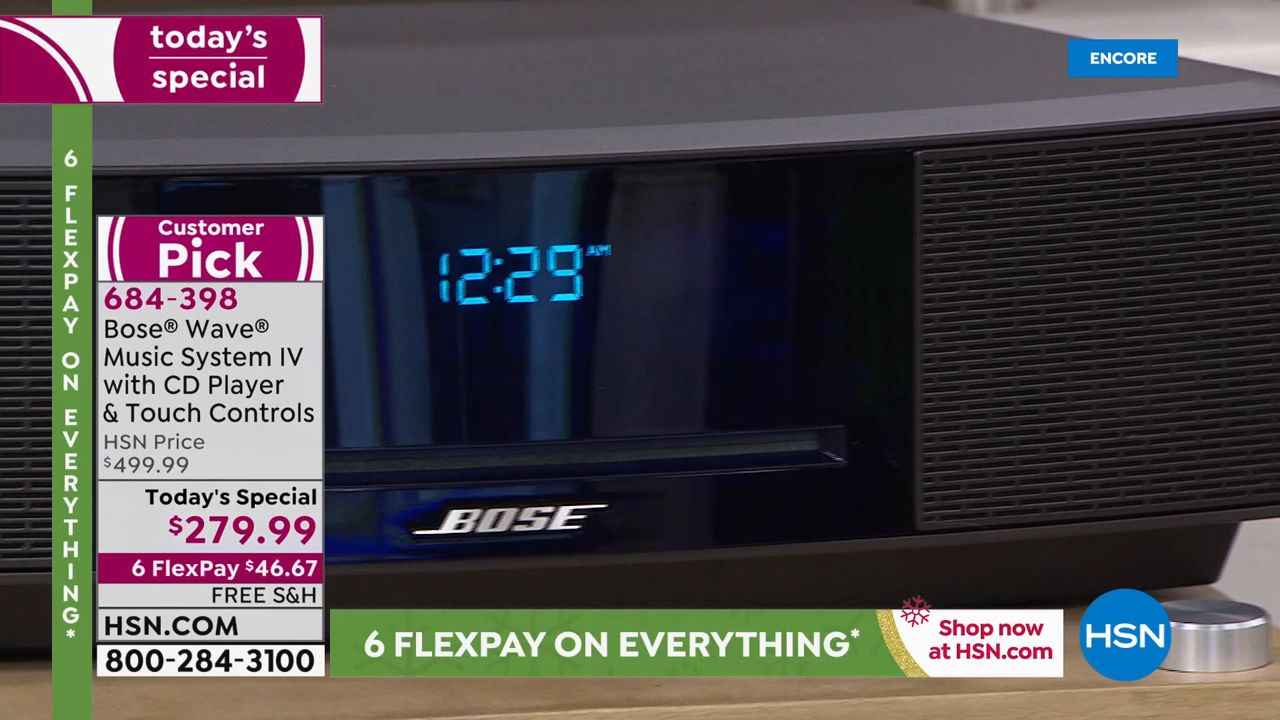 today's
special
ENCORE
6 FLEXPAY ON EVERYTHING*
Customer
Pick
684-398
Bose® Wave®
Music System IV
with CD Player
& Touch Controls
HSN Price
$499.99
Today's Special
$279.99
6 FlexPay $46.67
FREE S&H
HSN.COM
800-284-3100
12:29 AM
BOSE
6 FLEXPAY ON EVERYTHING*
Shop now
at HSN.com
HSN